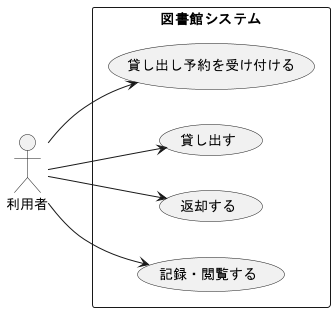 図書館システム
貸し出し予約を受け付ける
貸し出す
返却する
利用者
記録・閲覧する